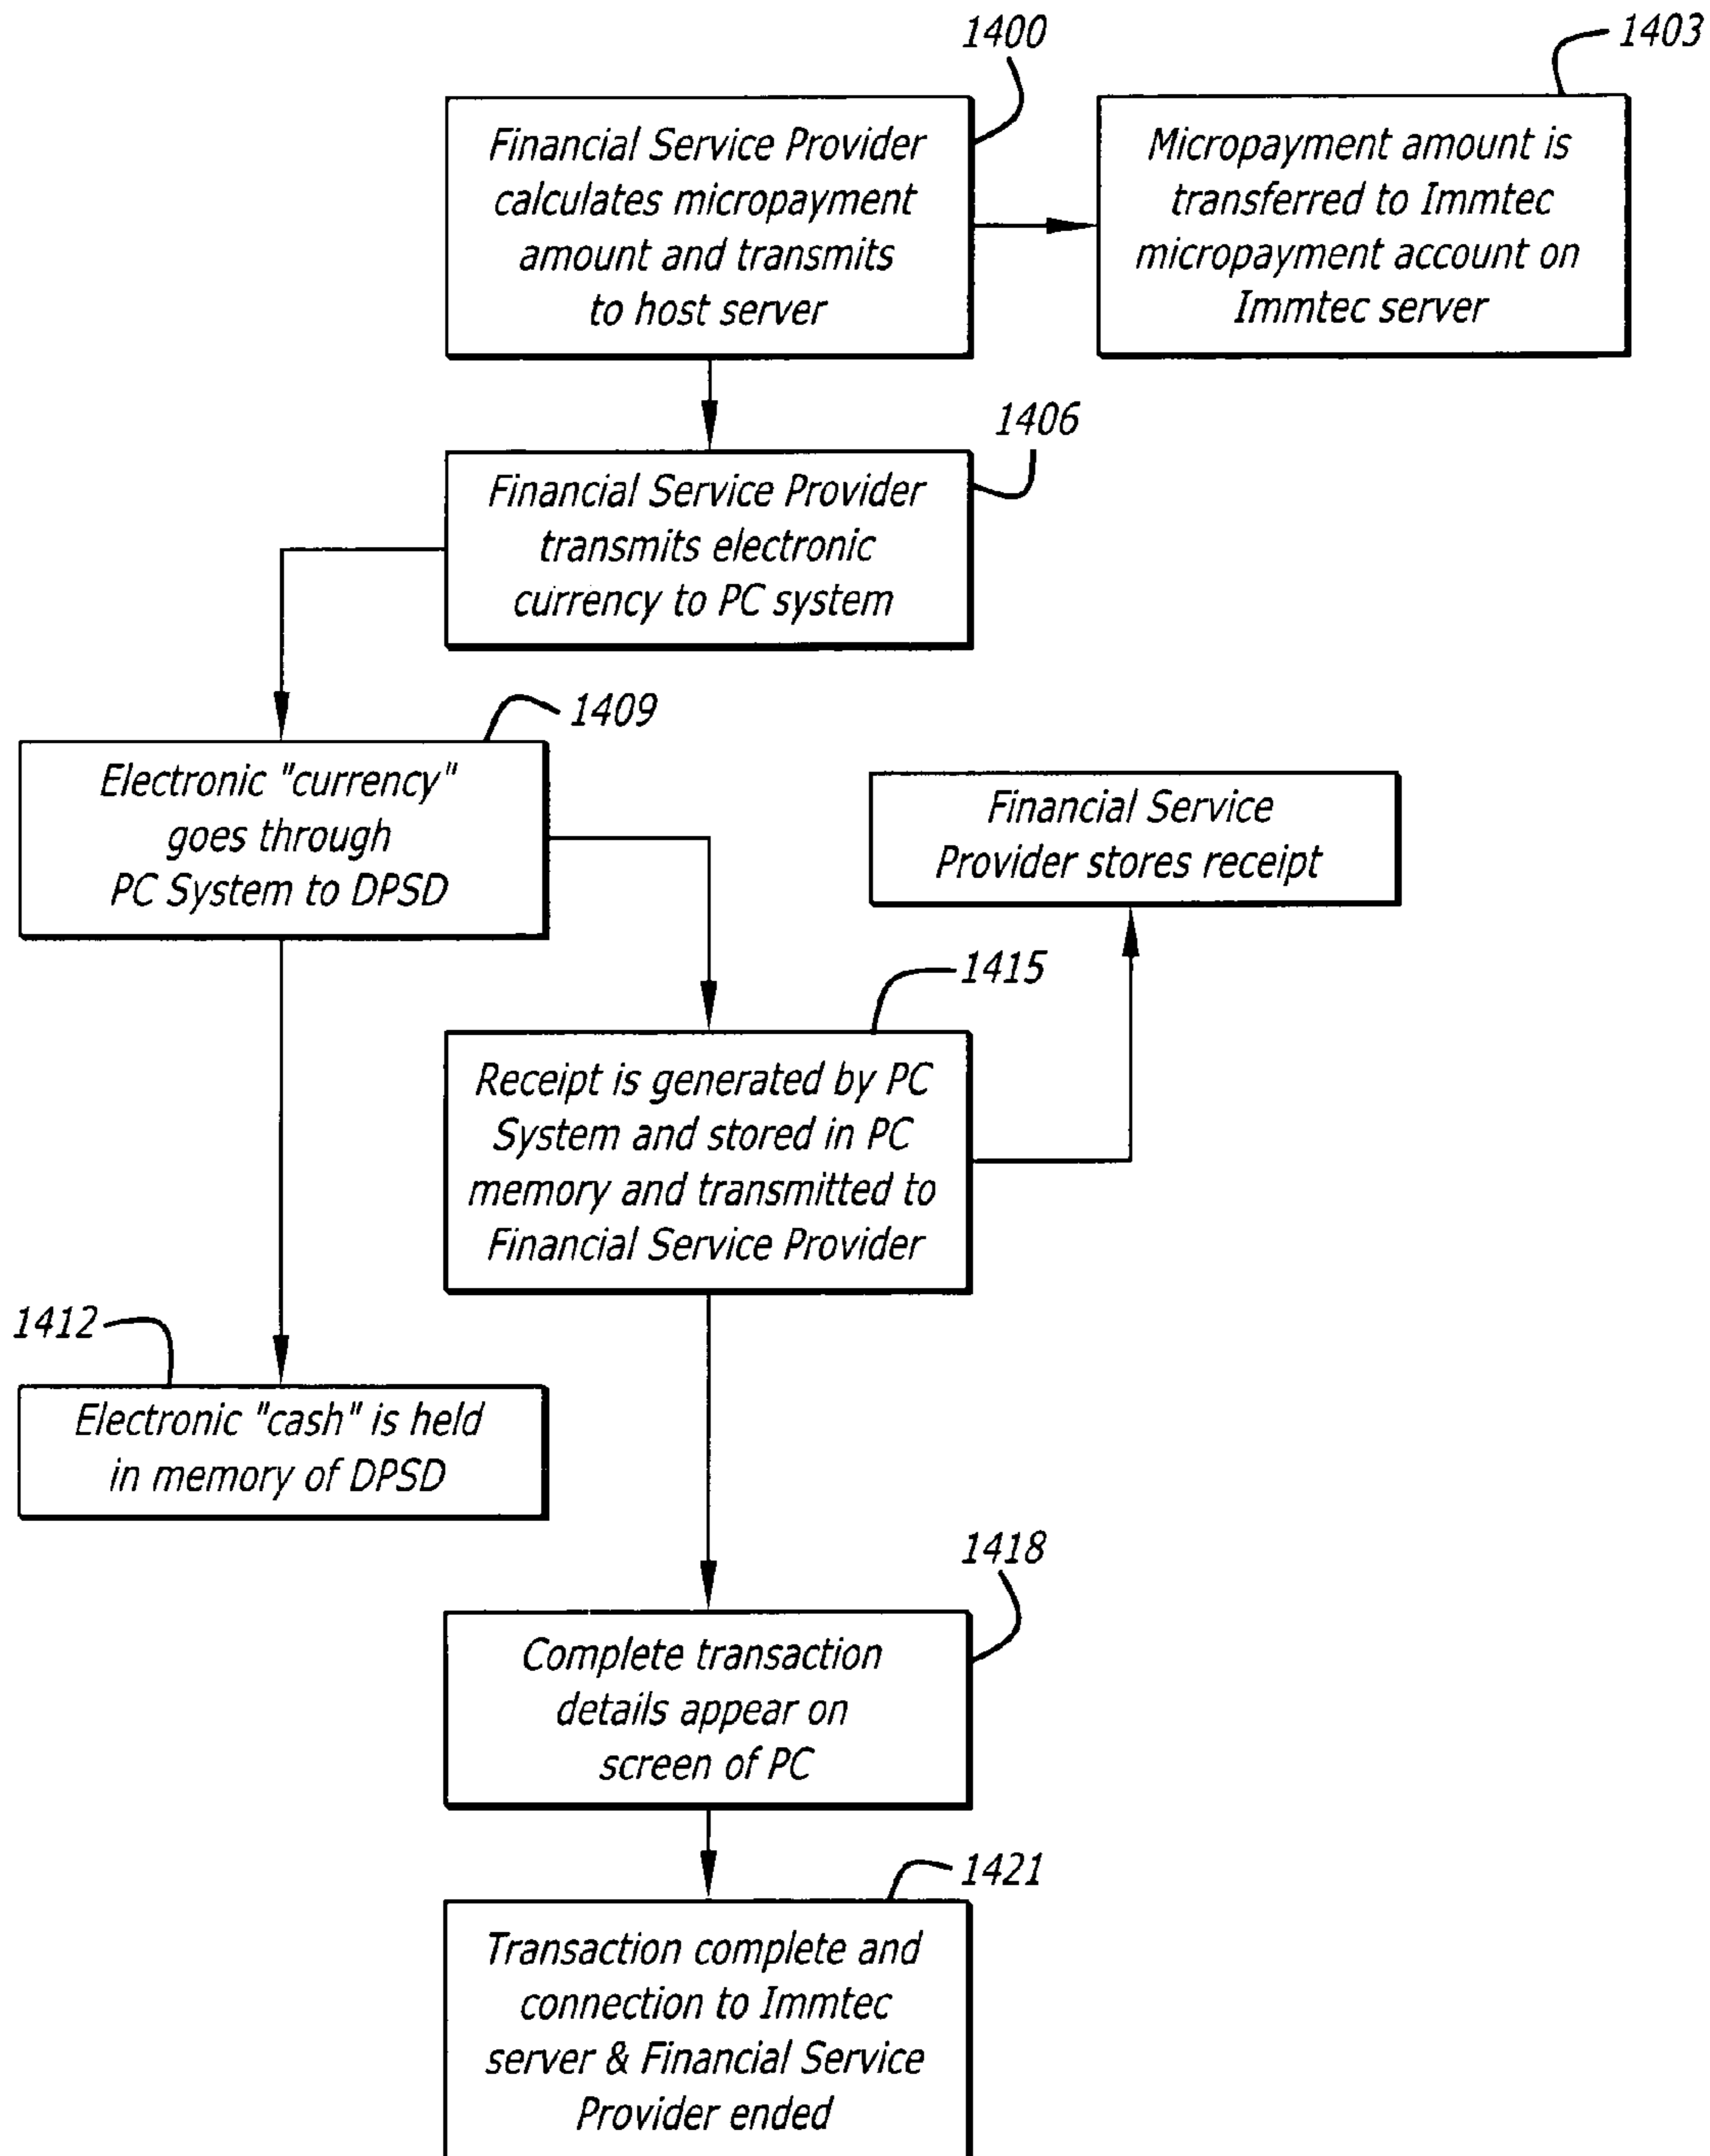 1400
1403
Financial Service Provider
calculates micropayment
amount and transmits
to host server
Micropayment amount is
transferred to Immtec
micropayment account on
Immtec server
1406
Financial Service Provider
transmits electronic
currency to PC system
1409
Electronic "currency"
goes through
PC System to DPSD
Financial Service
Provider stores receipt
1415
Receipt is generated by PC
System and stored in PC
memory and transmitted to
Financial Service Provider
1412
Electronic "cash" is held
in memory of DPSD
1418
Complete transaction
details appear on
screen of PC
1421
Transaction complete and
connection to Immtec
server & Financial Service
Provider ended